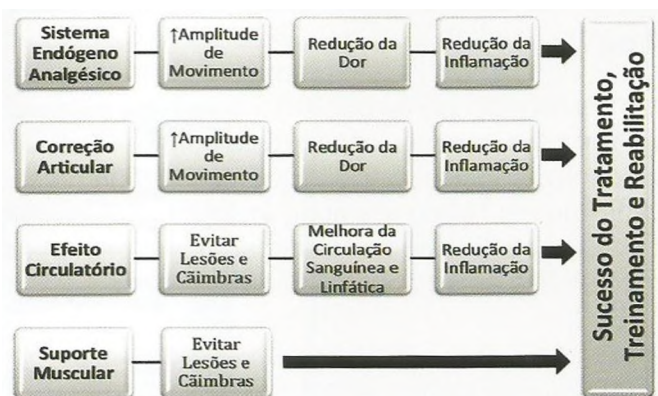 Sistema
Endógeno
Analgésico
↑Amplitude
de
Movimento
Redução da
Dor
Redução da
Inflamação
Correção
Articular
↑Amplitude
de
Movimento
Redução da
Dor
Redução da
Inflamação
Efeito
Circulatório
Evitar
Lesões e
Cãimbras
Melhora da
Circulação
Sanguínea e
Linfática
Redução da
Inflamação
Suporte
Muscular
Evitar
Lesões e
Cãimbras
Sucesso do Tratamento,
Treinamento e Reabilitação